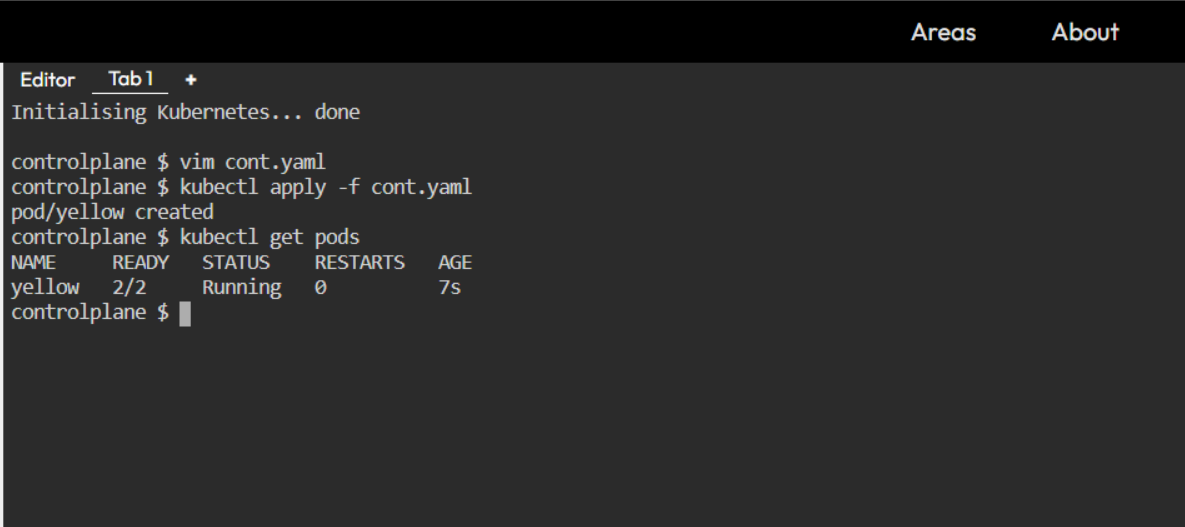 Areas About
Editor Tab 1 +
Initialising Kubernetes... done
controlplane $ vim cont.yaml
controlplane $ kubectl apply -f cont.yaml
pod/yellow created
controlplane $ kubectl get pods
NAME READY STATUS RESTARTS AGE
yellow 2/2 Running 0 7s
controlplane $